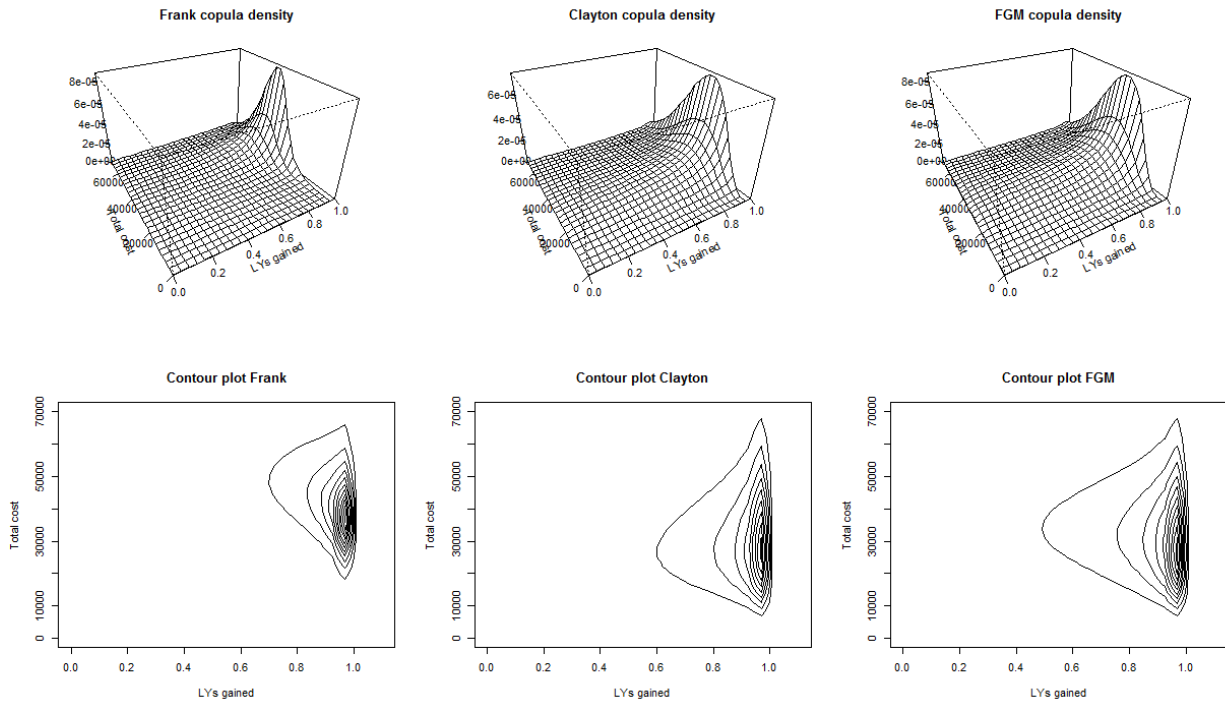 Frank copula density
Clayton copula density
FGM copula density
8e-05
6e-05
4e-05
2e-05
0e+00
60000
40000
20000
0
Total cost
0.0
0.2
0.4
0.6
0.8
1.0
LYs gained
6e-05
4e-05
2e-05
0e+00
60000
40000
20000
0
Total cost
0.0
0.2
0.4
0.6
0.8
1.0
LYs gained
8e-05
6e-05
4e-05
2e-05
0e+00
60000
40000
20000
0
Total cost
0.0
0.2
0.4
0.6
0.8
1.0
LYs gained
Contour plot Frank
Contour plot Clayton
Contour plot FGM
70000
50000
30000
10000
0
Total cost
0.0 0.2 0.4 0.6 0.8 1.0
LYs gained
70000
50000
30000
10000
0
Total cost
0.0 0.2 0.4 0.6 0.8 1.0
LYs gained
70000
50000
30000
10000
0
Total cost
0.0 0.2 0.4 0.6 0.8 1.0
LYs gained